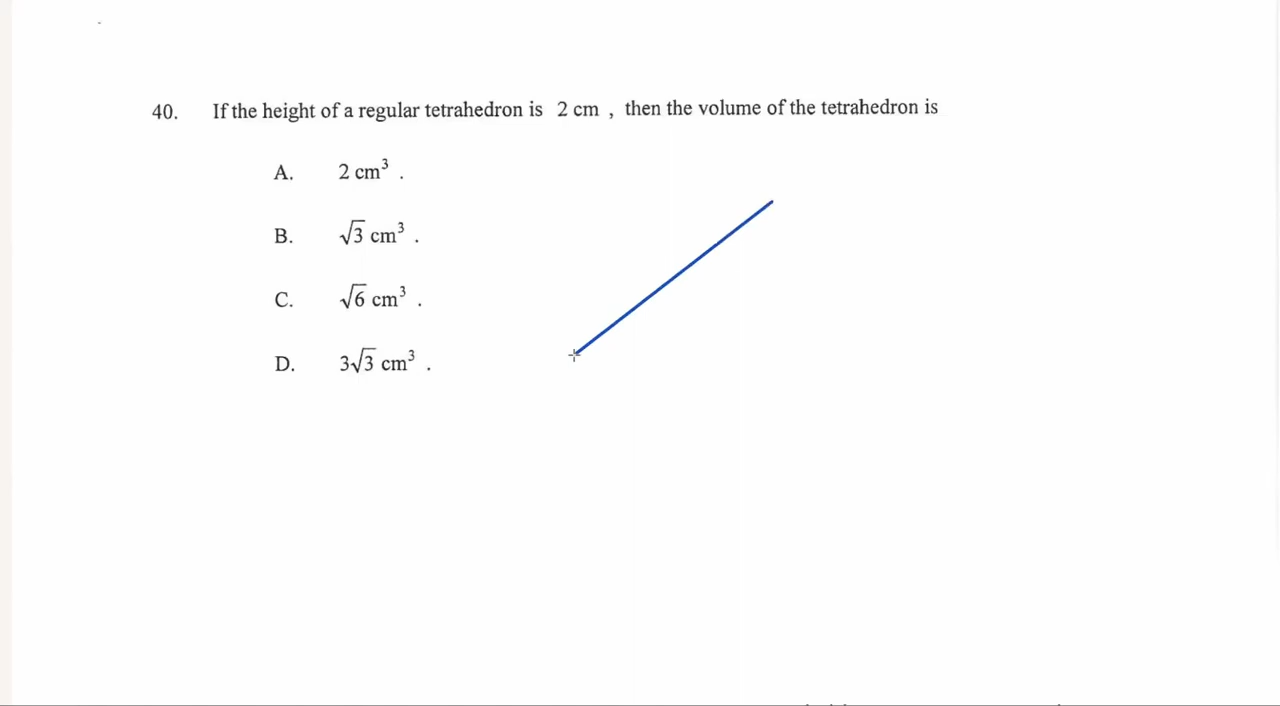 40. If the height of a regular tetrahedron is 2 cm , then the volume of the tetrahedron is
A. 2 cm³ .
B. √3 cm³ .
C. √6 cm³ .
D. 3√3 cm³ .